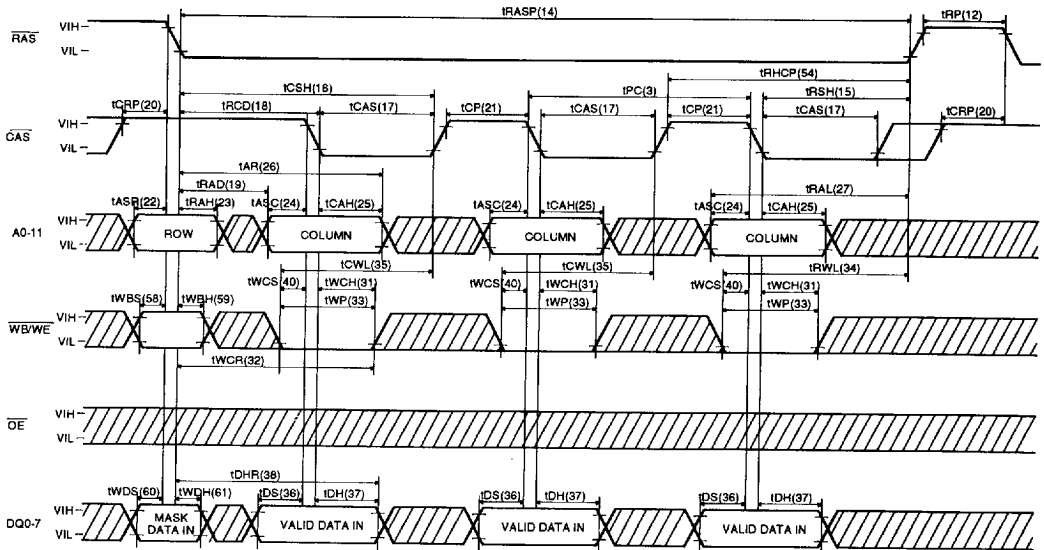 tRASP(14)
tRP(12)
RAS
VIH
VIL
tRHCP(54)
tCSH(18)
tPC(3)
tRSH(15)
tCRP(20)
tRCD(18)
tCAS(17)
tCP(21)
tCAS(17)
tCP(21)
tCAS(17)
tCRP(20)
CAS
VIH
VIL
tAR(26)
tRAD(19)
tRAL(27)
tASR(22)
tRAH(23)
tASC(24)
tCAH(25)
tASC(24)
tCAH(25)
tASC(24)
tCAH(25)
A0-11
VIH
VIL
ROW
COLUMN
COLUMN
COLUMN
tCWL(35)
tCWL(35)
tRWL(34)
tWCS(40)
tWCH(31)
tWCS(40)
tWCH(31)
tWCS(40)
tWCH(31)
tWBS(58)
tWBH(59)
tWP(33)
tWP(33)
tWP(33)
WB/WE
VIH
VIL
tWCR(32)
OE
VIH
VIL
tDHR(38)
tWDS(60)
tWDH(61)
tDS(36)
tDH(37)
tDS(36)
tDH(37)
tDS(36)
tDH(37)
DQ0-7
VIH
VIL
MASK
DATA IN
VALID DATA IN
VALID DATA IN
VALID DATA IN